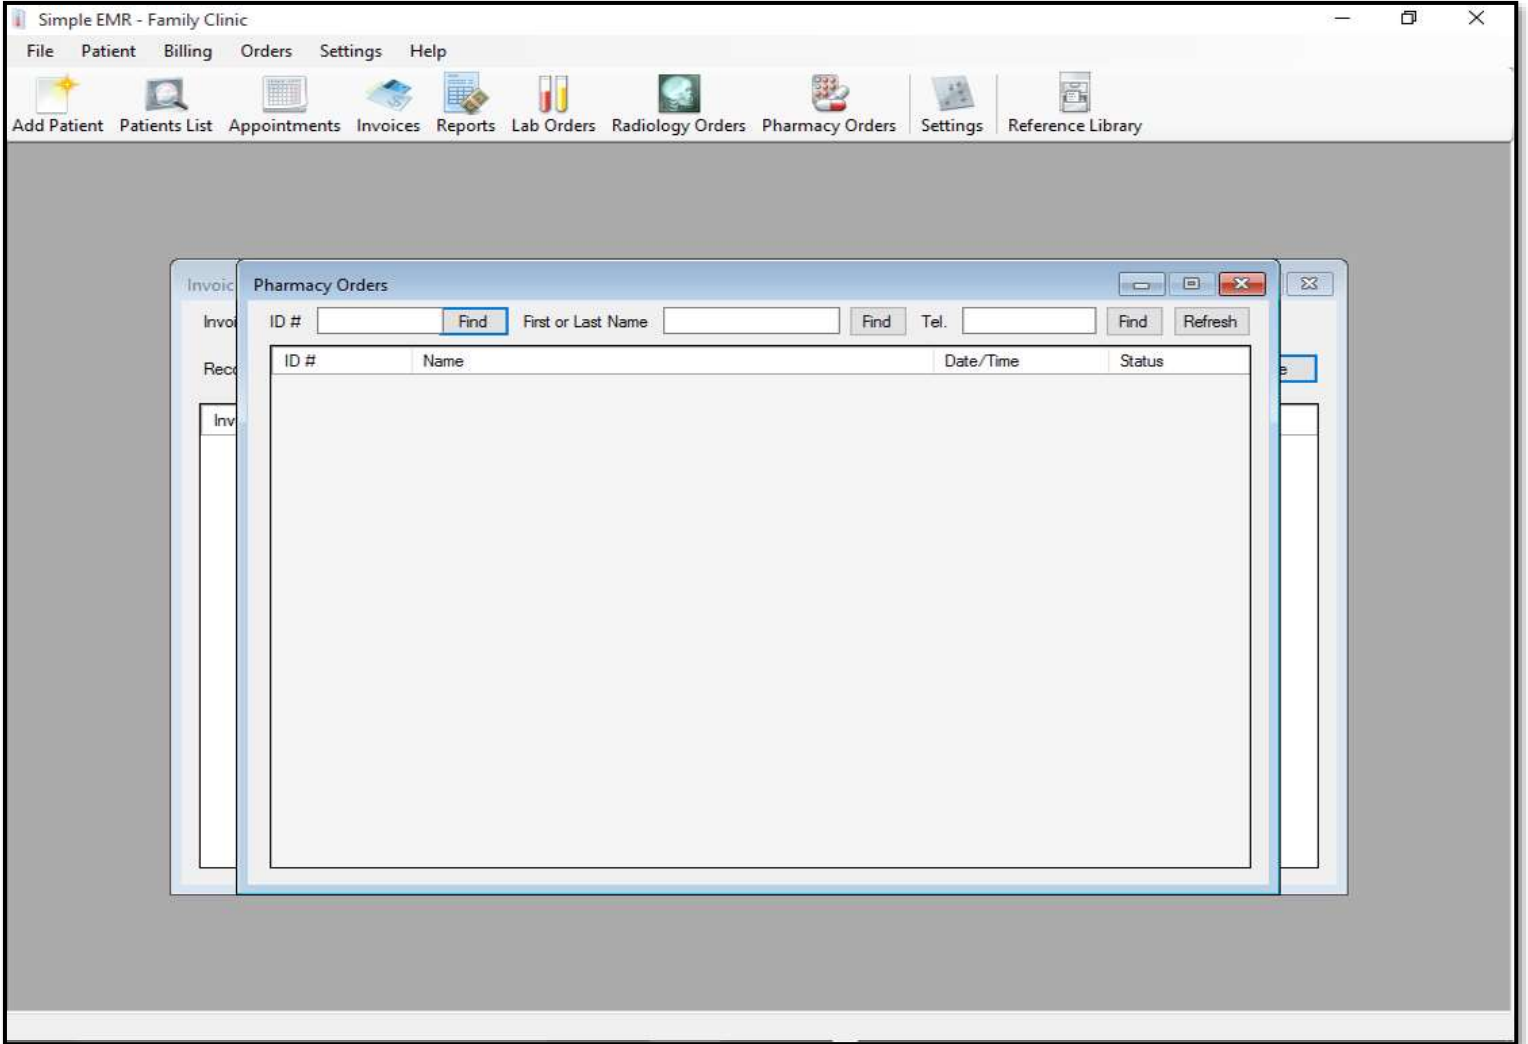 Simple EMR - Family Clinic
File Patient Billing Orders Settings Help
Add Patient Patients List Appointments Invoices Reports Lab Orders Radiology Orders Pharmacy Orders Settings Reference Library
Invoic Pharmacy Orders
Invoi ID # Find First or Last Name Find Tel. Find Refresh
ID # Name Date/Time Status
Reco e
Inv